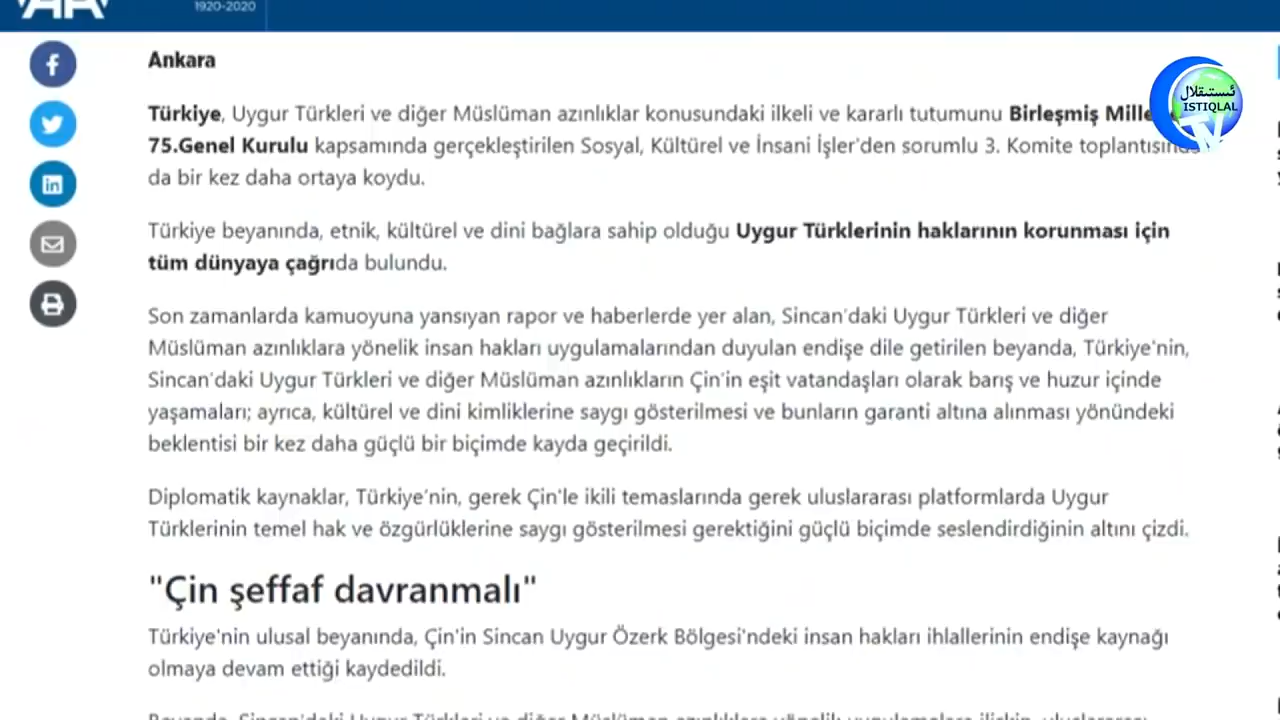 AA
1920-2020
Ankara
ئىستىقلال
ISTIQLAL
TV
Türkiye, Uygur Türkleri ve diğer Müslüman azınlıklar konusundaki ilkeli ve kararlı tutumunu Birleşmiş Mille
75.Genel Kurulu kapsamında gerçekleştirilen Sosyal, Kültürel ve İnsani İşler'den sorumlu 3. Komite toplantısında
da bir kez daha ortaya koydu.
Türkiye beyanında, etnik, kültürel ve dini bağlara sahip olduğu Uygur Türklerinin haklarının korunması için
tüm dünyaya çağrıda bulundu.
Son zamanlarda kamuoyuna yansıyan rapor ve haberlerde yer alan, Sincan'daki Uygur Türkleri ve diğer
Müslüman azınlıklara yönelik insan hakları uygulamalarından duyulan endişe dile getirilen beyanda, Türkiye'nin,
Sincan'daki Uygur Türkleri ve diğer Müslüman azınlıkların Çin'in eşit vatandaşları olarak barış ve huzur içinde
yaşamaları; ayrıca, kültürel ve dini kimliklerine saygı gösterilmesi ve bunların garanti altına alınması yönündeki
beklentisi bir kez daha güçlü bir biçimde kayda geçirildi.
Diplomatik kaynaklar, Türkiye'nin, gerek Çin'le ikili temaslarında gerek uluslararası platformlarda Uygur
Türklerinin temel hak ve özgürlüklerine saygı gösterilmesi gerektiğini güçlü biçimde seslendirdiğinin altını çizdi.
"Çin şeffaf davranmalı"
Türkiye'nin ulusal beyanında, Çin'in Sincan Uygur Özerk Bölgesi'ndeki insan hakları ihlallerinin endişe kaynağı
olmaya devam ettiği kaydedildi.